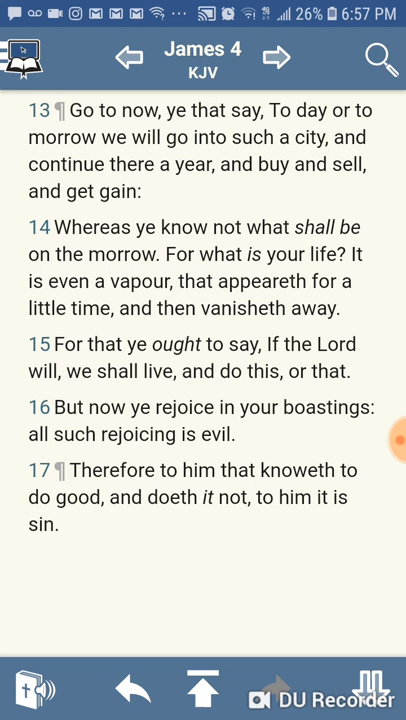 26% 6:57 PM
James 4
KJV
13 ¶ Go to now, ye that say, To day or to
morrow we will go into such a city, and
continue there a year, and buy and sell,
and get gain:
14 Whereas ye know not what shall be
on the morrow. For what is your life? It
is even a vapour, that appeareth for a
little time, and then vanisheth away.
15 For that ye ought to say, If the Lord
will, we shall live, and do this, or that.
16 But now ye rejoice in your boastings:
all such rejoicing is evil.
17 ¶ Therefore to him that knoweth to
do good, and doeth it not, to him it is
sin.
DU Recorder